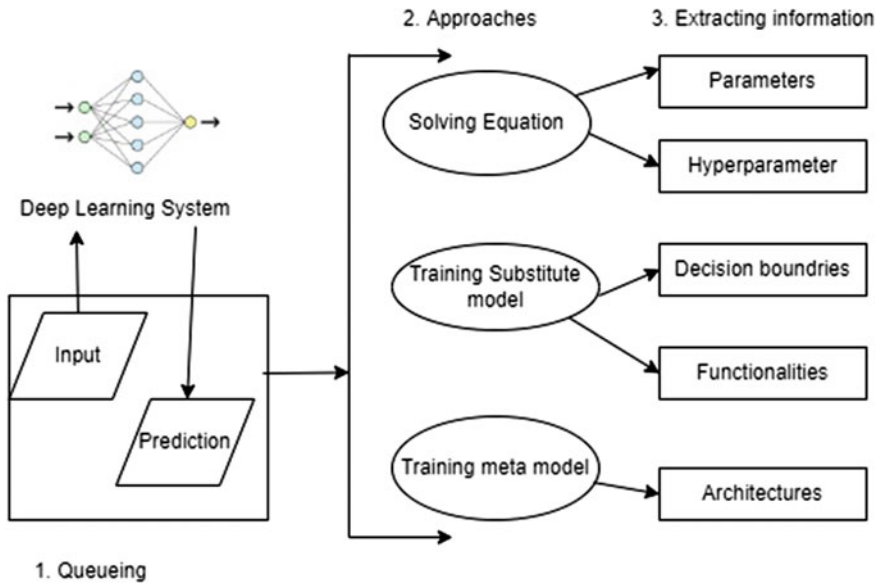 2. Approaches
3. Extracting information
Deep Learning System
Input
Prediction
1. Queueing
Solving Equation
Parameters
Hyperparameter
Training Substitute
model
Decision boundries
Functionalities
Training meta model
Architectures